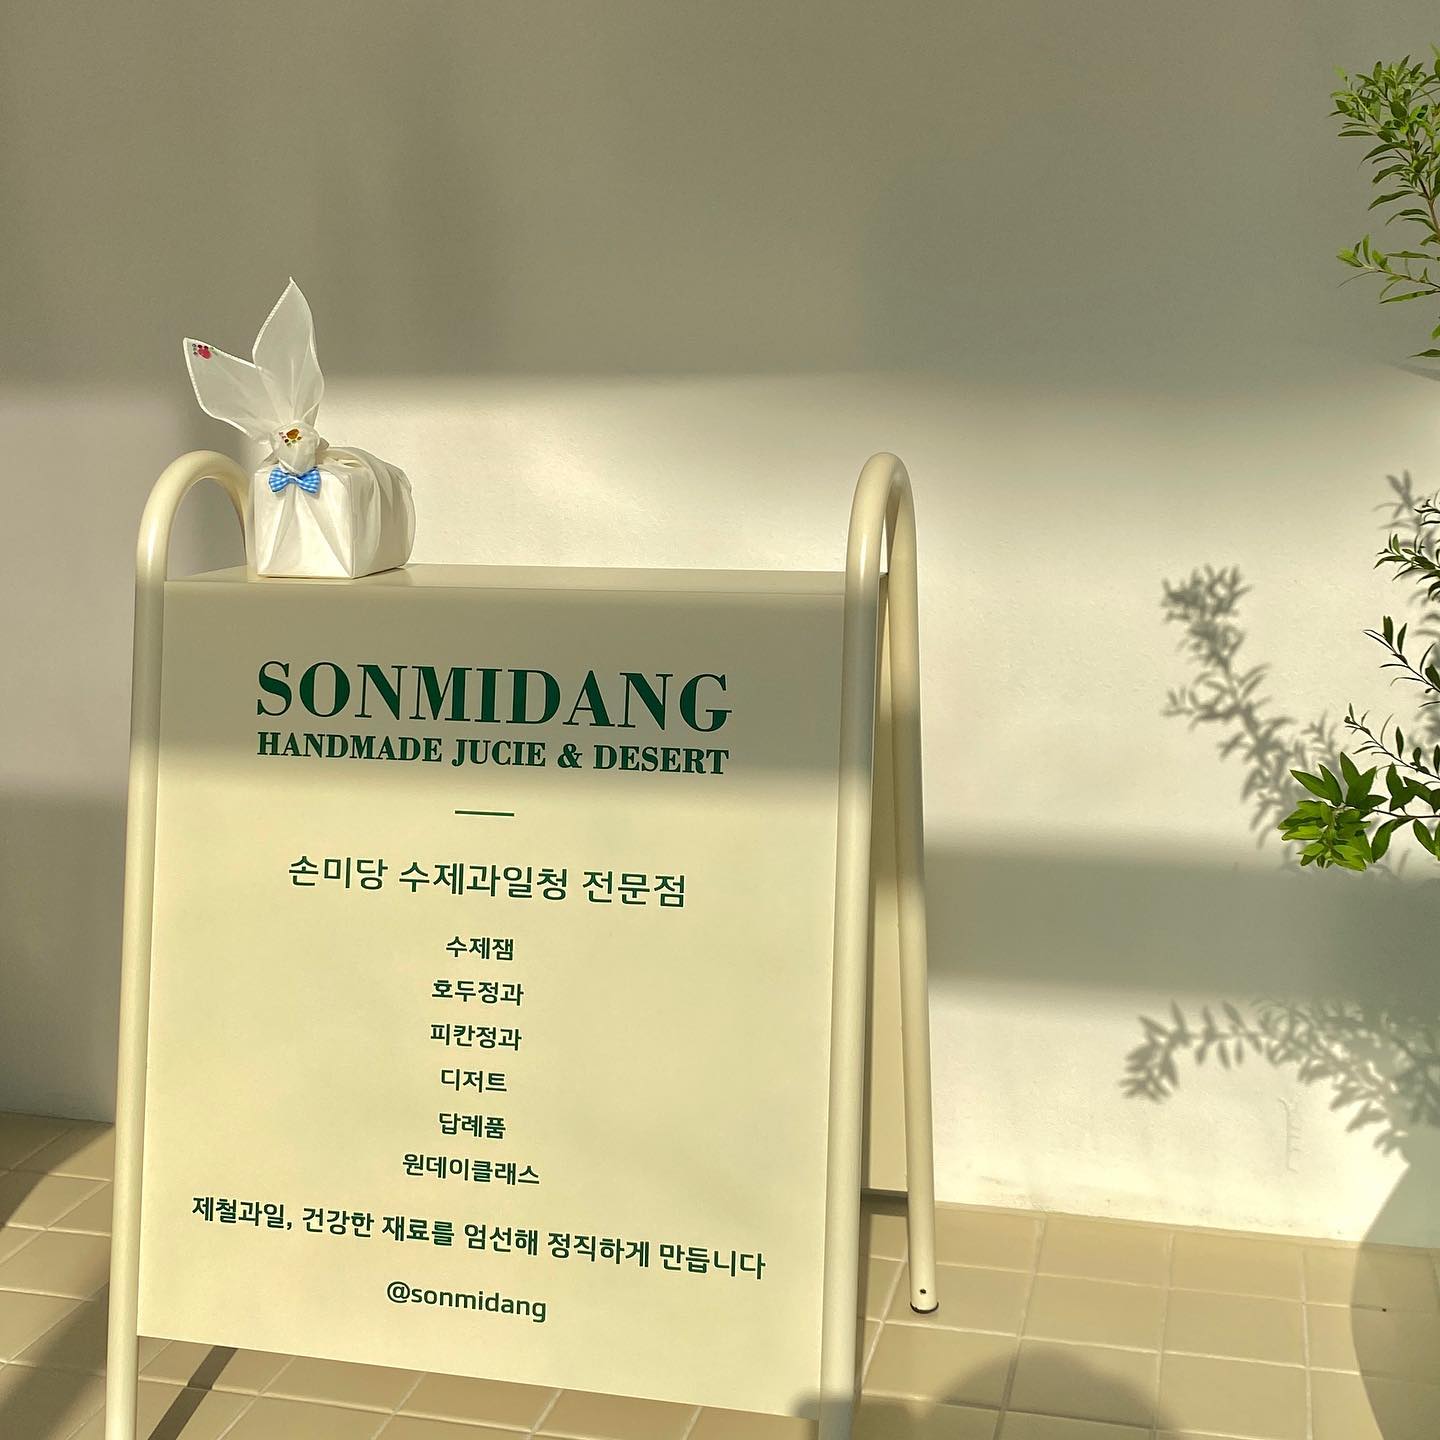 SONMIDANG
HANDMADE JUCIE & DESERT
손미당 수제과일청 전문점
수제잼
호두정과
피칸정과
디저트
답례품
원데이클래스
제철과일, 건강한 재료를 엄선해 정직하게 만듭니다
@sonmidang